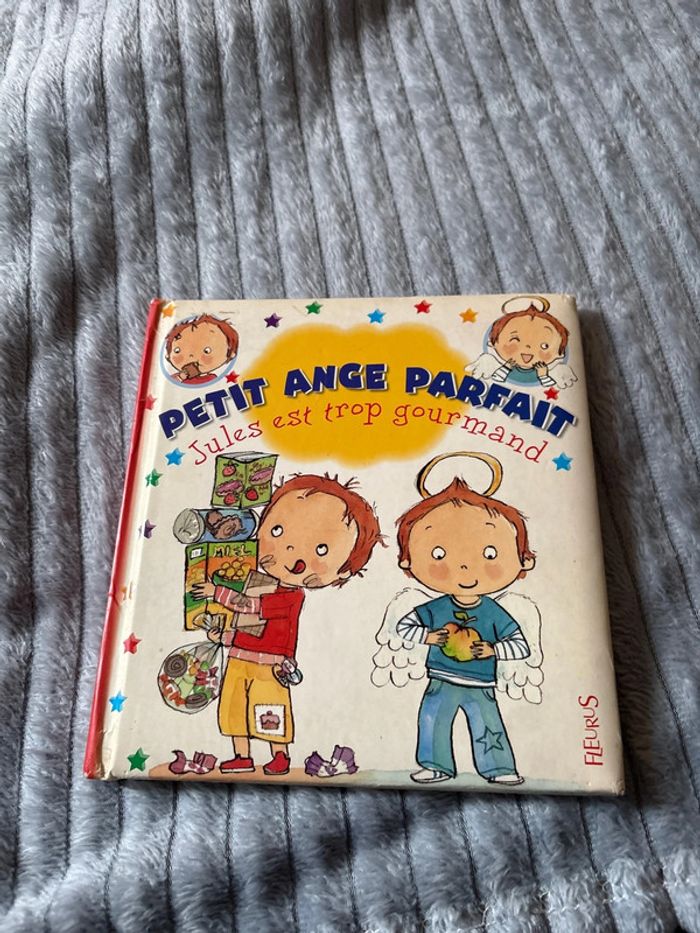 PETIT ANGE PARFAIT
Jules est trop gourmand
MIEL
FLEURUS